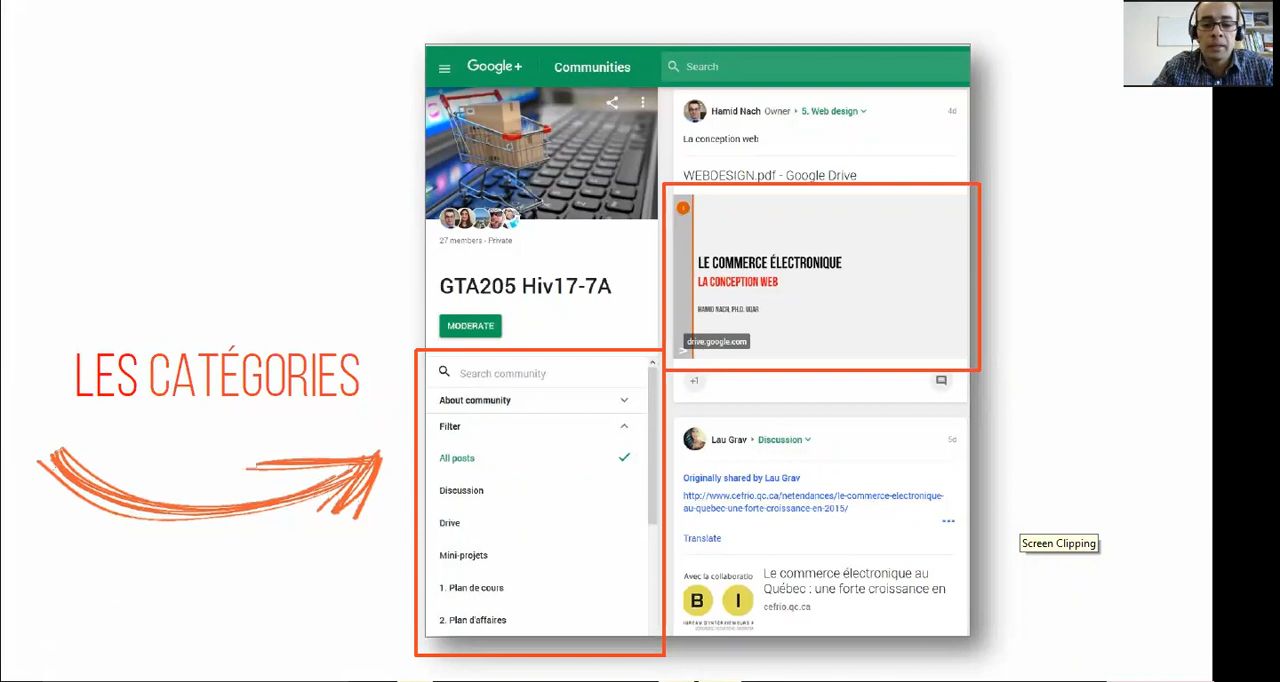 Google+
Communities
Search
Hamid Nach Owner 5. Web design
4d
La conception web
WEBDESIGN.pdf - Google Drive
LE COMMERCE ÉLECTRONIQUE
LA CONCEPTION WEB
HAMID NACH, PH.D. UQAR
drive.google.com
+1
27 members - Private
GTA205 Hiv17-7A
MODERATE
LES CATÉGORIES
Search community
About community
Filter
All posts
Discussion
Drive
Mini-projets
1. Plan de cours
2. Plan d'affaires
Lau Grav Discussion
5d
Originally shared by Lau Grav
http://www.cefrio.qc.ca/netendances/le-commerce-electronique-
au-quebec-une-forte-croissance-en-2015/
Translate
Avec la collaboratio
B I
Le commerce électronique au
Québec : une forte croissance en
cefrio.qc.ca
Screen Clipping